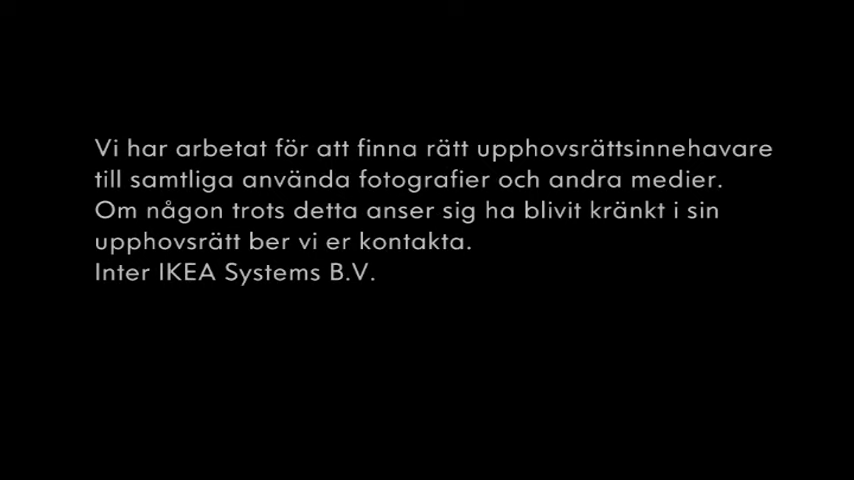 Vi har arbetat för att finna rätt upphovsrättsinnehavare
till samtliga använda fotografier och andra medier.
Om någon trots detta anser sig ha blivit kränkt i sin
upphovsrätt ber vi er kontakta.
Inter IKEA Systems B.V.